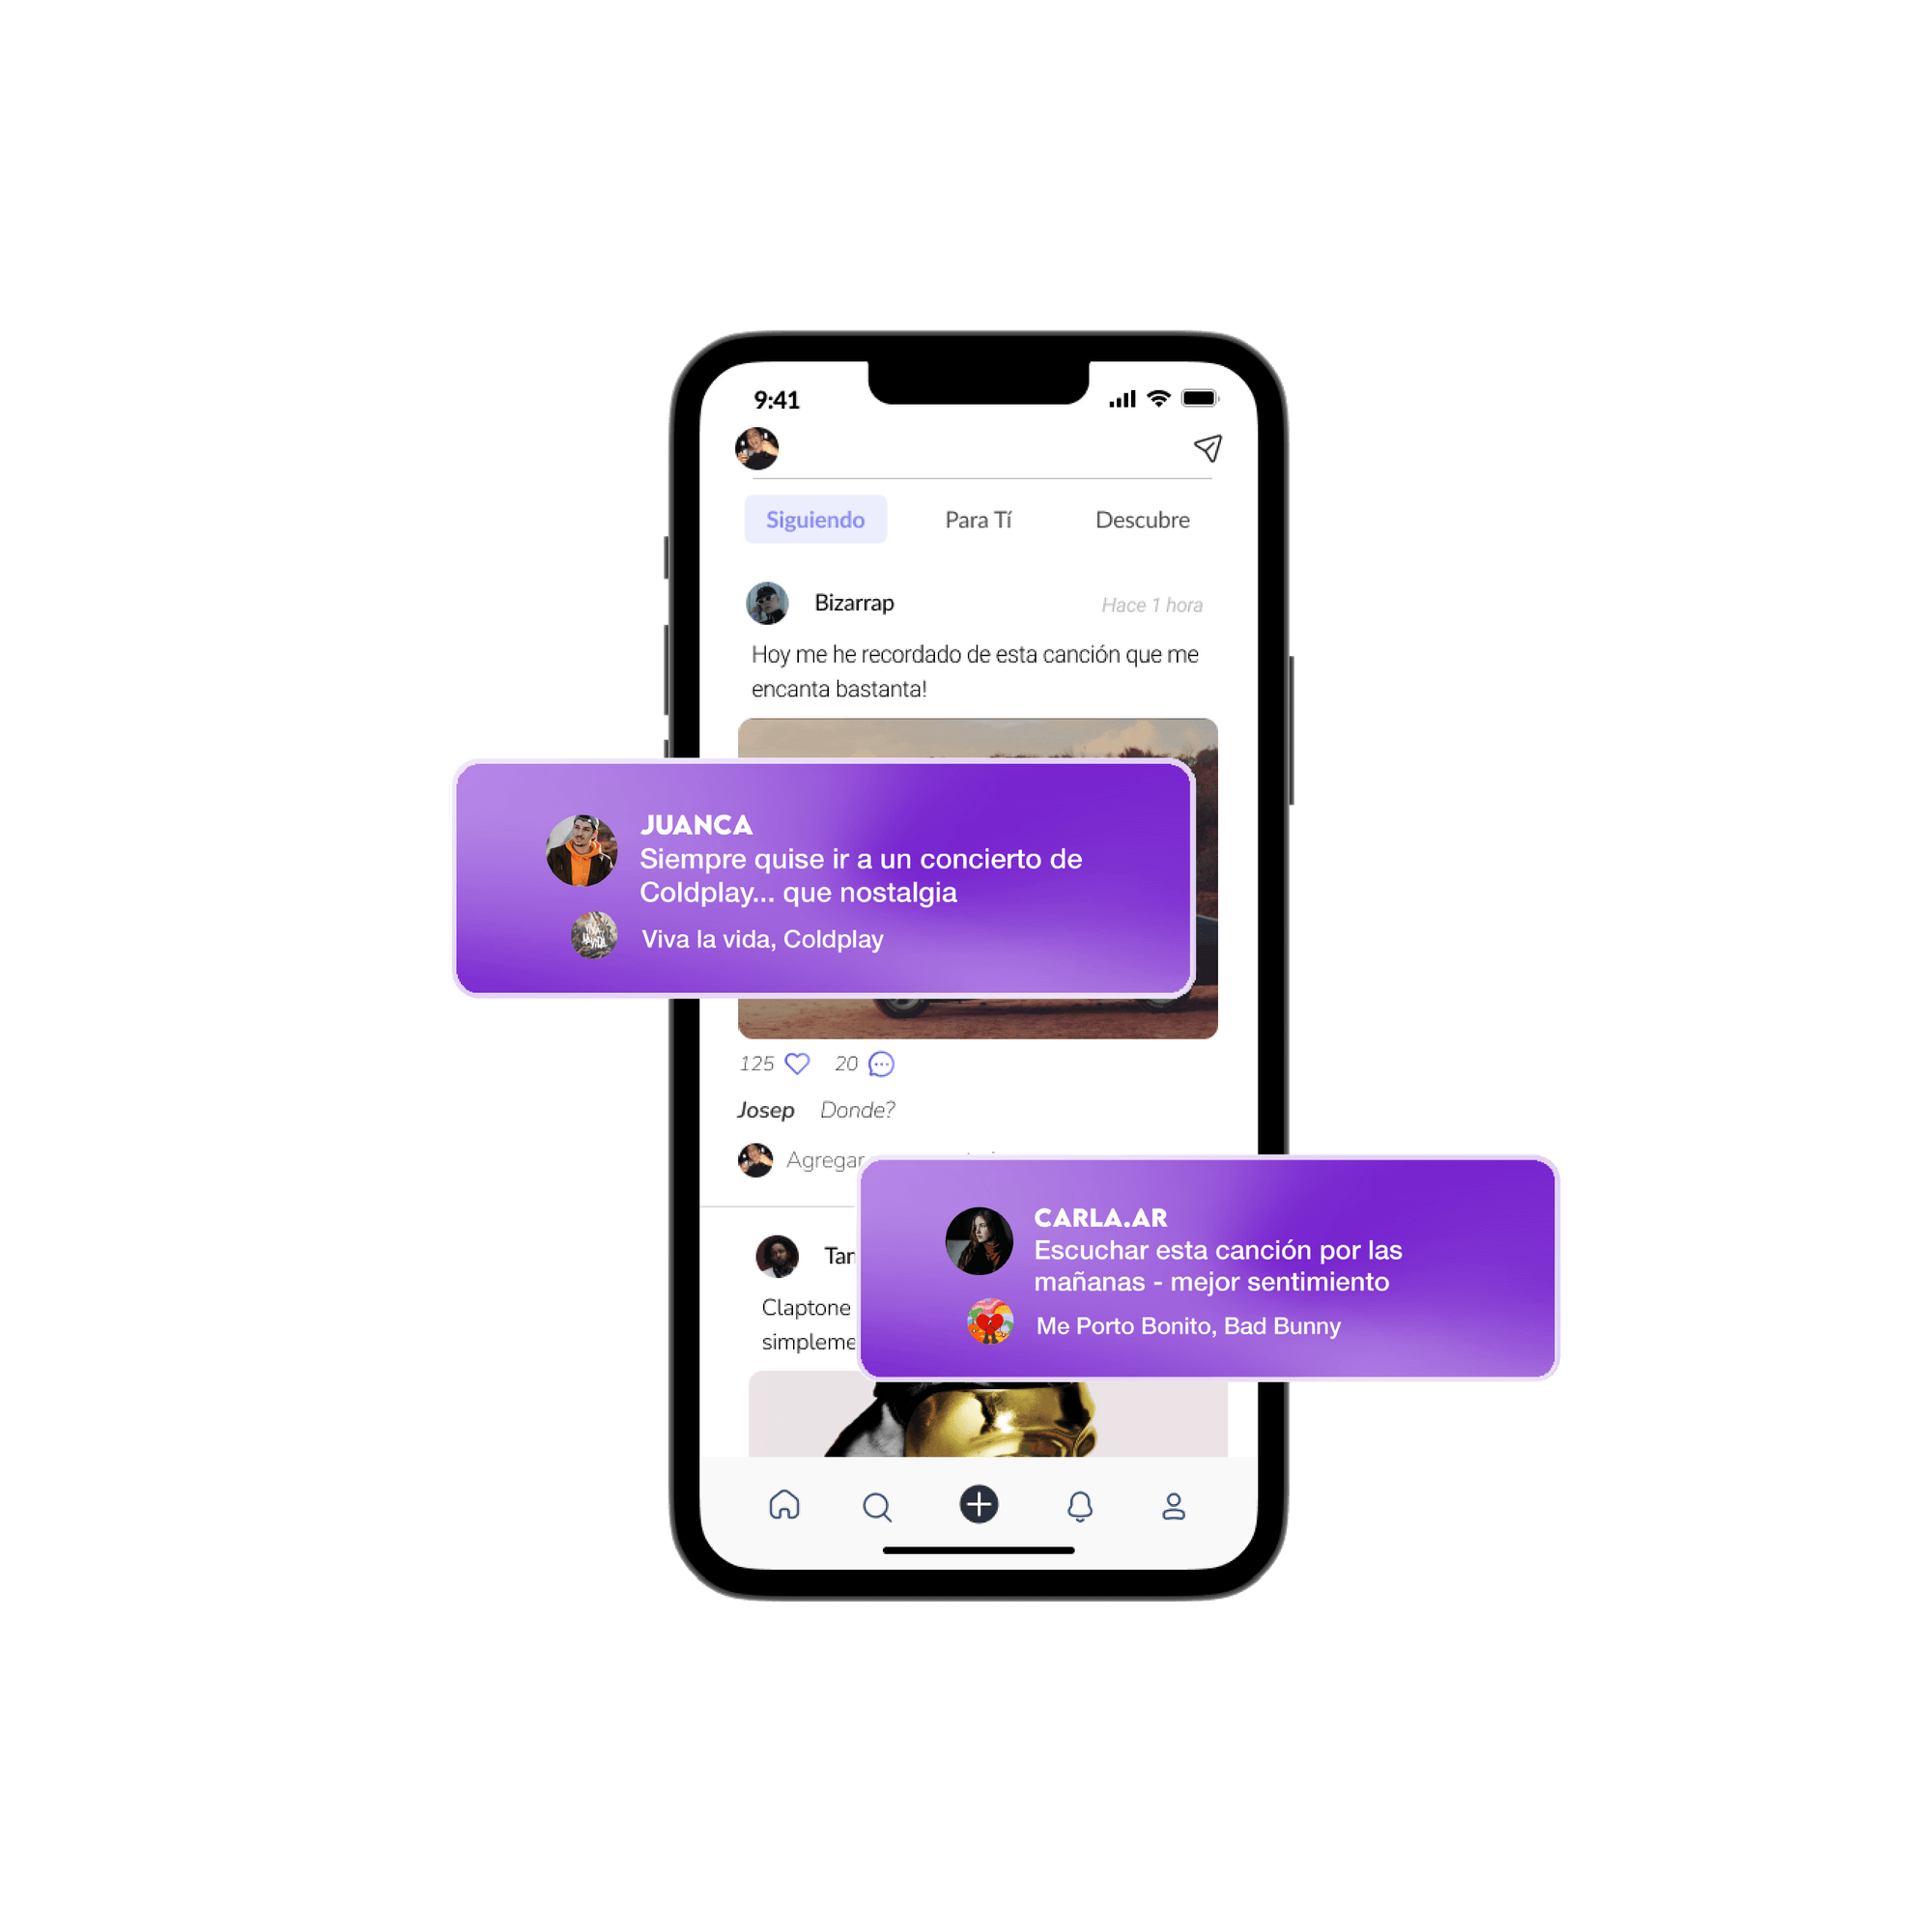 9:41
Siguiendo Para Tí Descubre
Bizarrap Hace 1 hora
Hoy me he recordado de esta canción que me
encanta bastanta!
JUANCA
Siempre quise ir a un concierto de
Coldplay... que nostalgia
Viva la vida, Coldplay
125 20
Josep Donde?
Agregar
CARLA.AR
Escuchar esta canción por las
mañanas - mejor sentimiento
Me Porto Bonito, Bad Bunny
Claptone